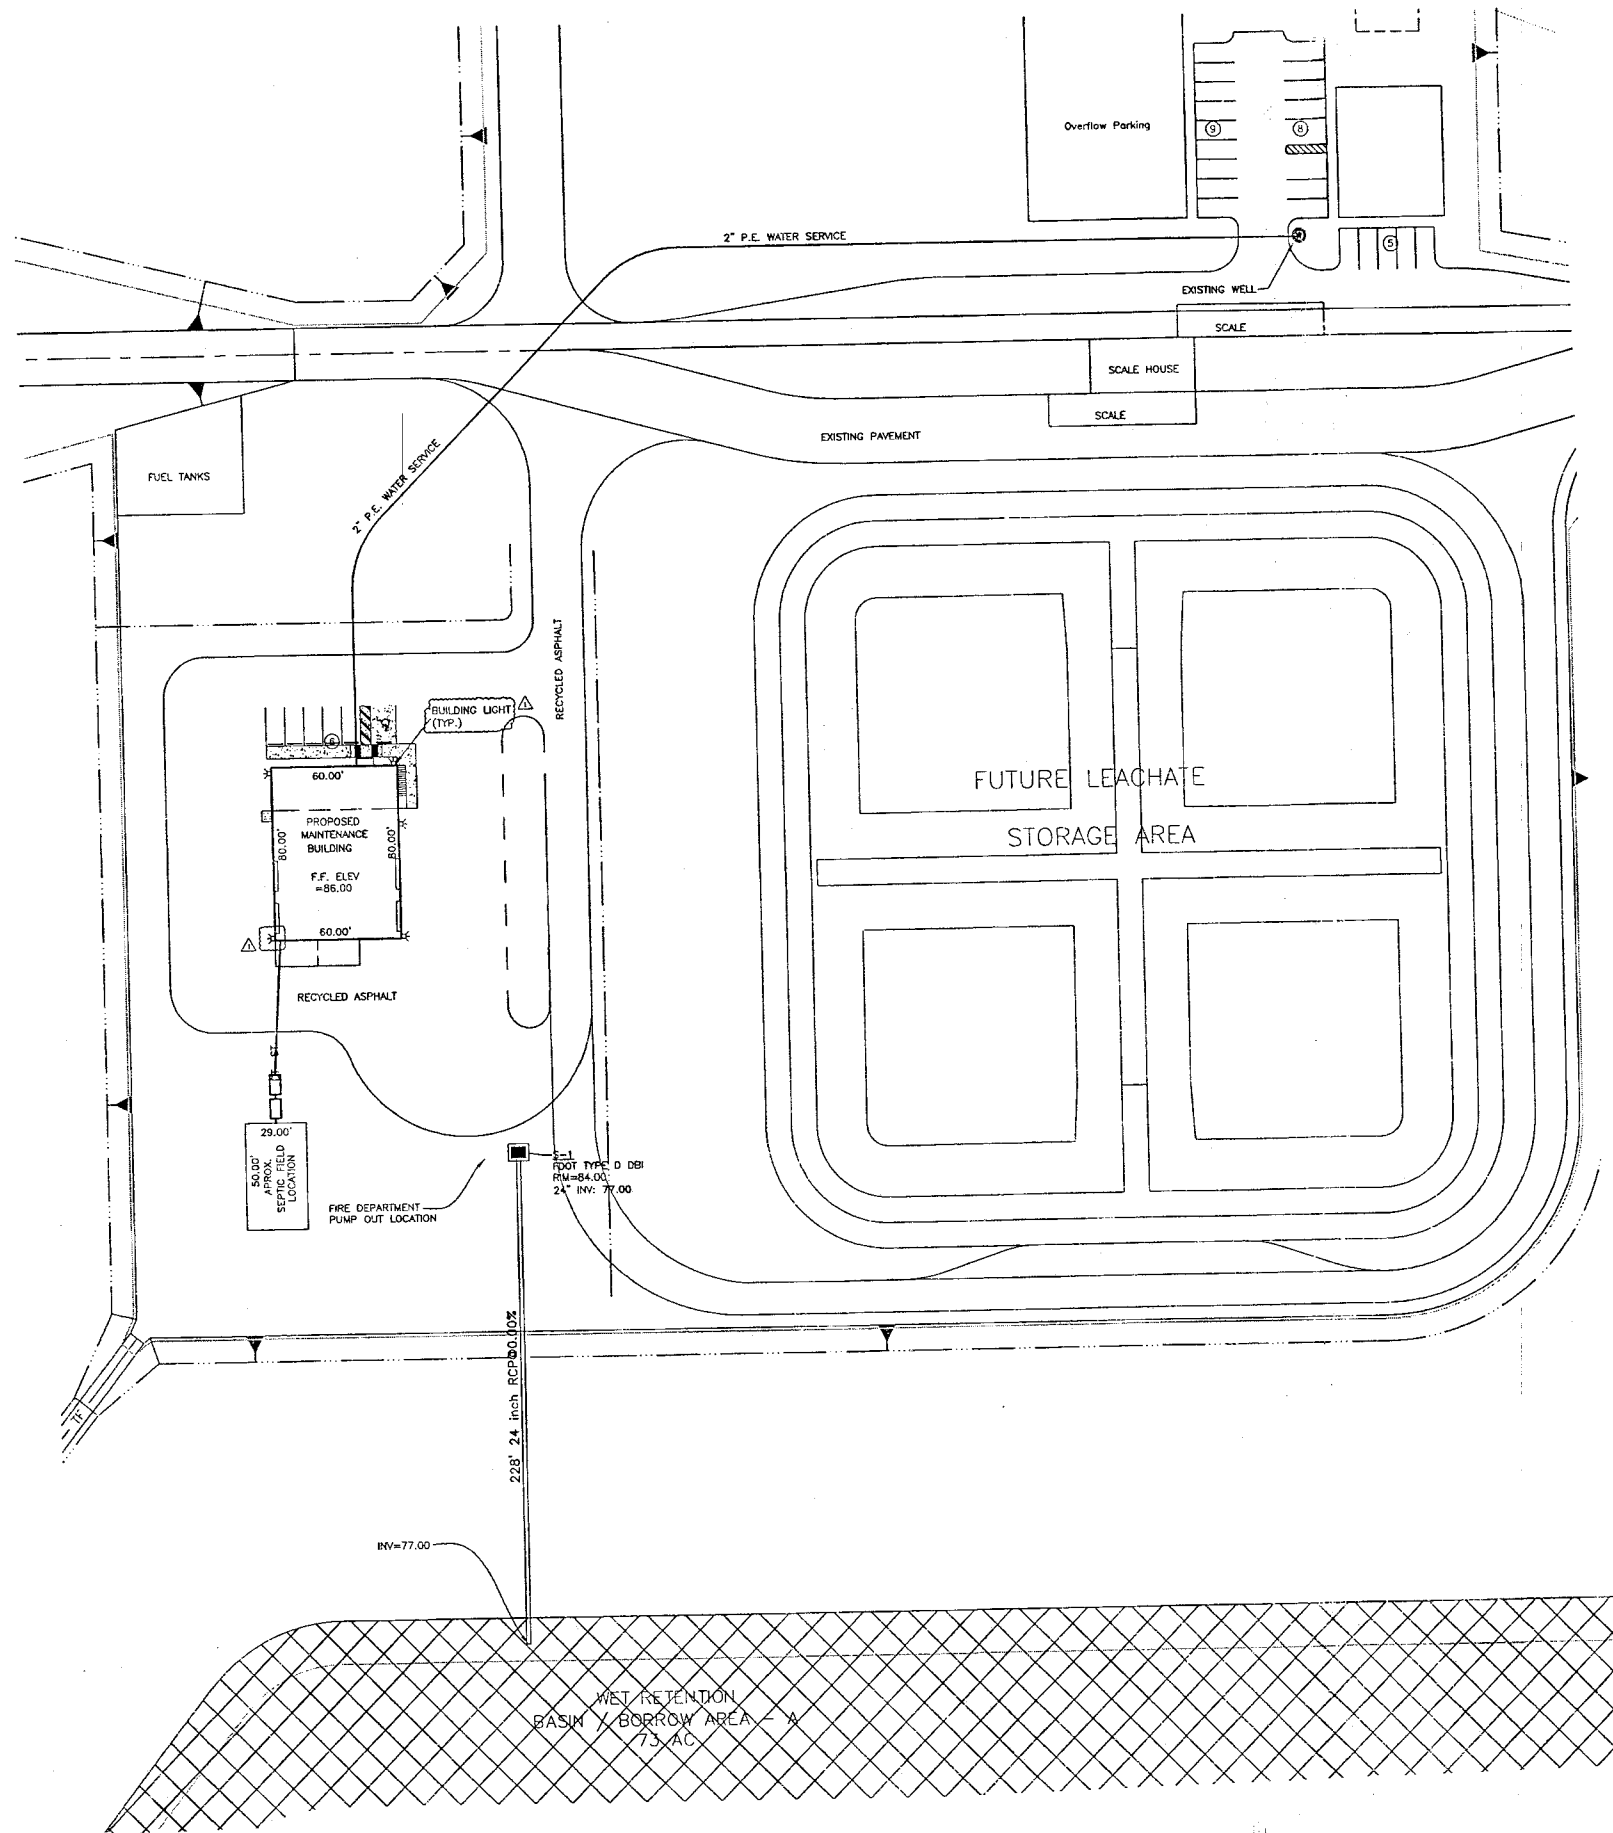 Overflow Parking
9
8
5
2" P.E. WATER SERVICE
EXISTING WELL
SCALE
SCALE HOUSE
SCALE
EXISTING PAVEMENT
FUEL TANKS
2" P.E. WATER SERVICE
RECYCLED ASPHALT
BUILDING LIGHT
(TYP.)
1
6
60.00'
PROPOSED
MAINTENANCE
BUILDING
80.00'
80.00'
F.F. ELEV
=86.00
60.00'
1
RECYCLED ASPHALT
FUTURE LEACHATE
STORAGE AREA
ST
29.00'
50.00'
APROX.
SEPTIC FIELD
LOCATION
FIRE DEPARTMENT
PUMP OUT LOCATION
S-1
FDOT TYPE D DBI
RIM=84.00
24" INV: 77.00
228' 24 inch RCP@0.00%
TF
INV=77.00
WET RETENTION
BASIN / BORROW AREA - A
73 AC